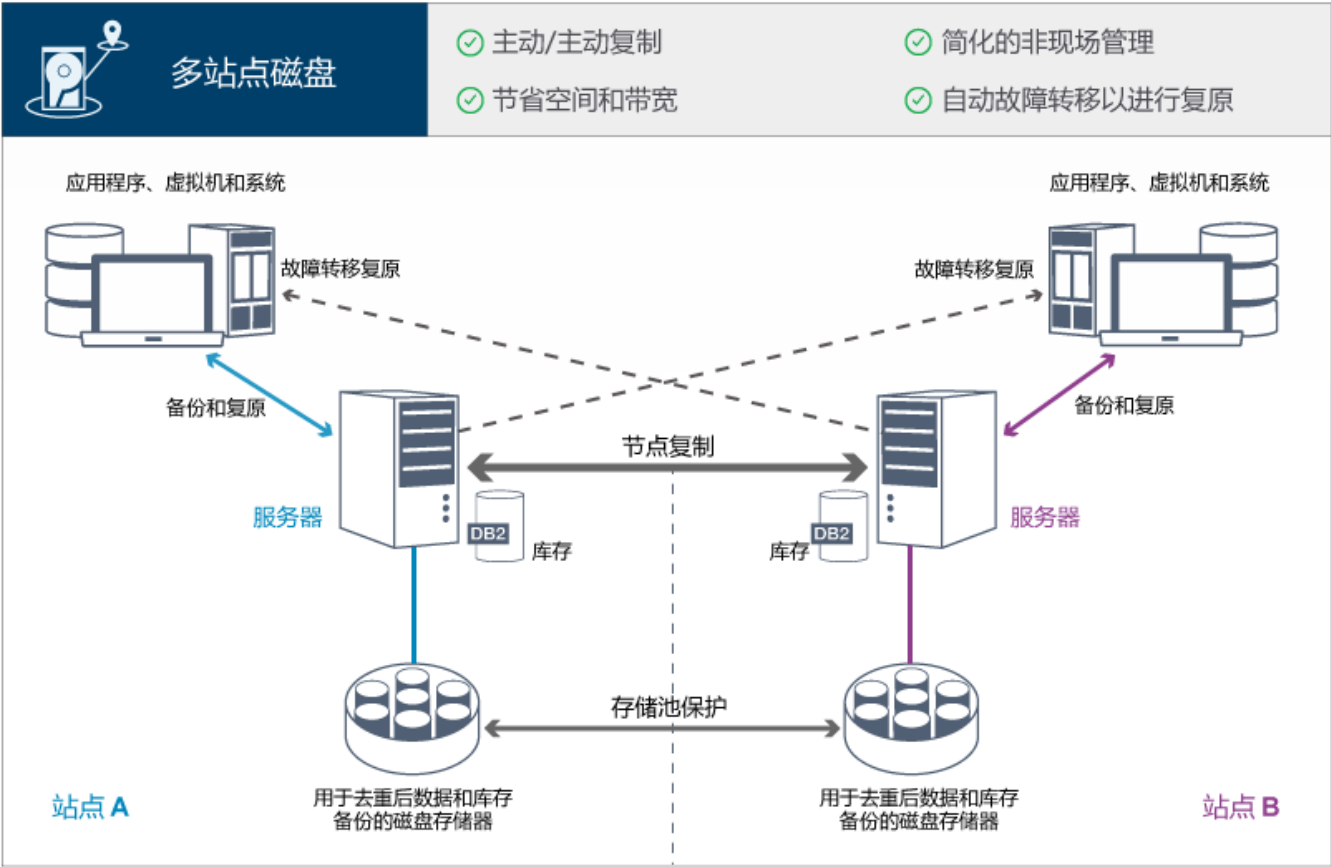 多站点磁盘
主动/主动复制
简化的非现场管理
节省空间和带宽
自动故障转移以进行复原
应用程序、虚拟机和系统
应用程序、虚拟机和系统
故障转移复原
故障转移复原
备份和复原
备份和复原
节点复制
服务器
服务器
DB2
库存
库存
DB2
存储池保护
用于去重后数据和库存
备份的磁盘存储器
用于去重后数据和库存
备份的磁盘存储器
站点 A
站点 B